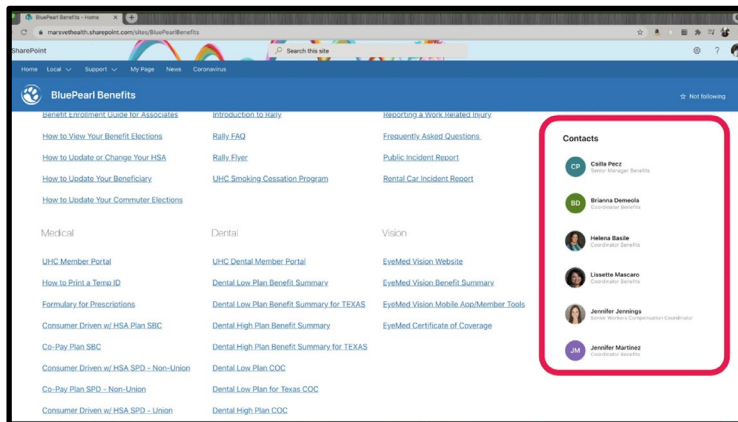 BluePearl Benefits - Home
marsvethealth.sharepoint.com/sites/BluePearlBenefits
SharePoint
Search this site
Home Local Support My Page News Coronavirus
BluePearl Benefits
Not following
Benefit Enrollment Guide for Associates
How to View Your Benefit Elections
How to Update or Change Your HSA
How to Update Your Beneficiary
How to Update Your Commuter Elections
Introduction to Rally
Rally FAQ
Rally Flyer
UHC Smoking Cessation Program
Reporting a Work Related Injury
Frequently Asked Questions
Public Incident Report
Rental Car Incident Report
Medical
UHC Member Portal
How to Print a Temp ID
Formulary for Prescriptions
Consumer Driven w/ HSA Plan SBC
Co-Pay Plan SBC
Consumer Driven w/ HSA SPD - Non-Union
Co-Pay Plan SPD - Non-Union
Consumer Driven w/ HSA SPD - Union
Dental
UHC Dental Member Portal
Dental Low Plan Benefit Summary
Dental Low Plan Benefit Summary for TEXAS
Dental High Plan Benefit Summary
Dental High Plan Benefit Summary for TEXAS
Dental Low Plan COC
Dental Low Plan for Texas COC
Dental High Plan COC
Vision
EyeMed Vision Website
EyeMed Vision Benefit Summary
EyeMed Vision Mobile App/Member Tools
EyeMed Certificate of Coverage
Contacts
CP
Csilla Pecz
Senior Manager Benefits
BD
Brianna Demeola
Coordinator Benefits
Helena Basile
Coordinator Benefits
Lissette Mascaro
Coordinator Benefits
Jennifer Jennings
Senior Workers Compensation Coordinator
JM
Jennifer Martinez
Coordinator Benefits